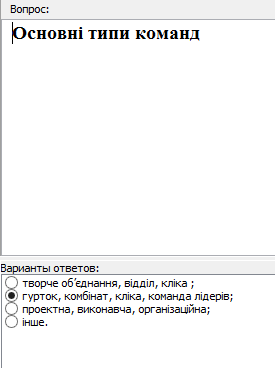 Вопрос:
Основні типи команд
Варианты ответов:
творче об’єднання, відділ, кліка ;
гурток, комбінат, кліка, команда лідерів;
проектна, виконавча, організаційна;
інше.